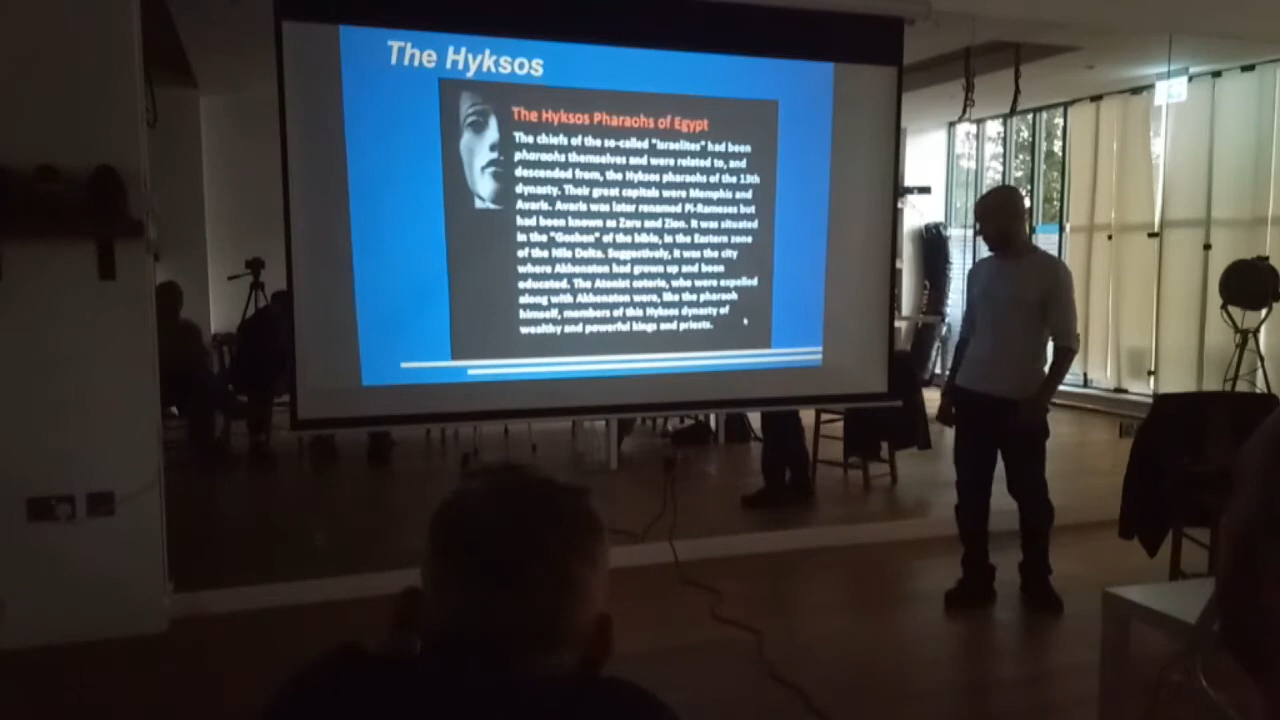 The Hyksos
The Hyksos Pharaohs of Egypt
The chiefs of the so-called "Israelites" had been
pharaohs themselves and were related to, and
descended from, the Hyksos pharaohs of the 13th
dynasty. Their great capitals were Memphis and
Avaris. Avaris was later renamed Pi-Rameses but
had been known as Zaru and Zion. It was situated
in the "Goshen" of the bible, in the Eastern zone
of the Nile Delta. Suggestively, it was the city
where Akhenaton had grown up and been
educated. The Atonist coterie, who were expelled
along with Akhenaton were, like the pharaoh
himself, members of this Hyksos dynasty of
wealthy and powerful kings and priests.